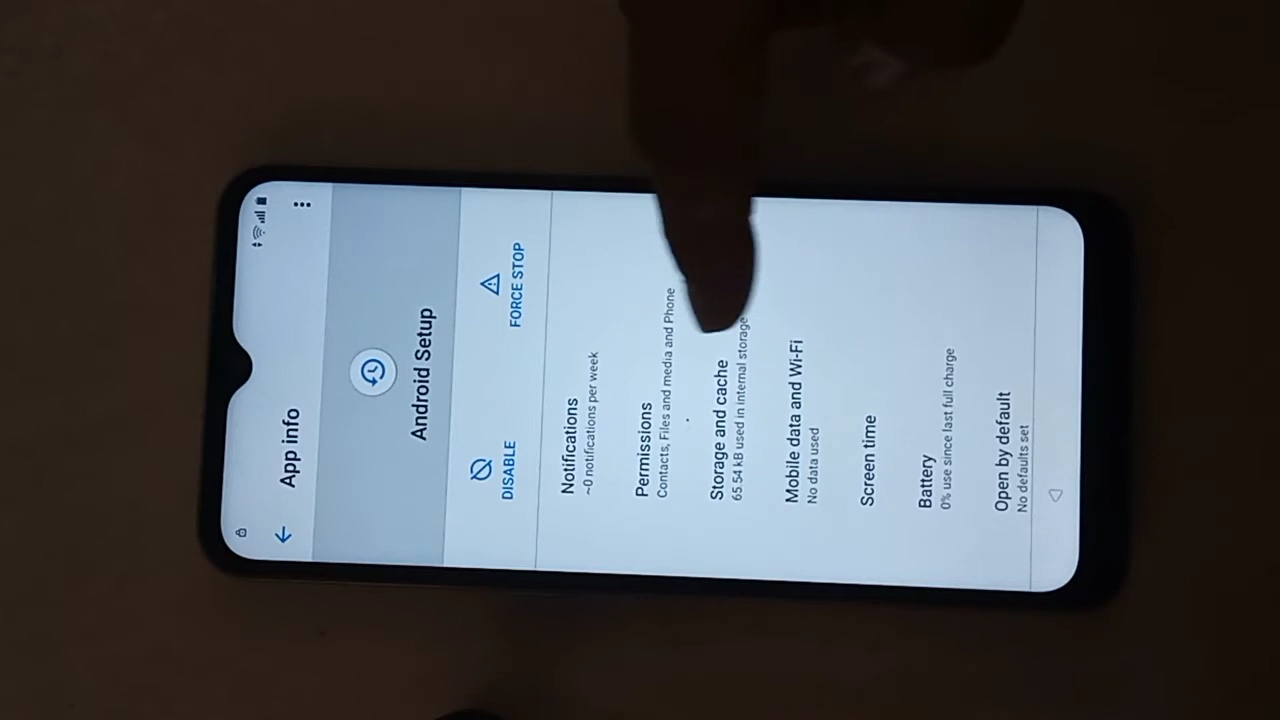 App info
Android Setup
DISABLE
FORCE STOP
Notifications
~0 notifications per week
Permissions
Contacts, Files and media and Phone
Storage and cache
65.54 kB used in internal storage
Mobile data and Wi-Fi
No data used
Screen time
Battery
0% use since last full charge
Open by default
No defaults set